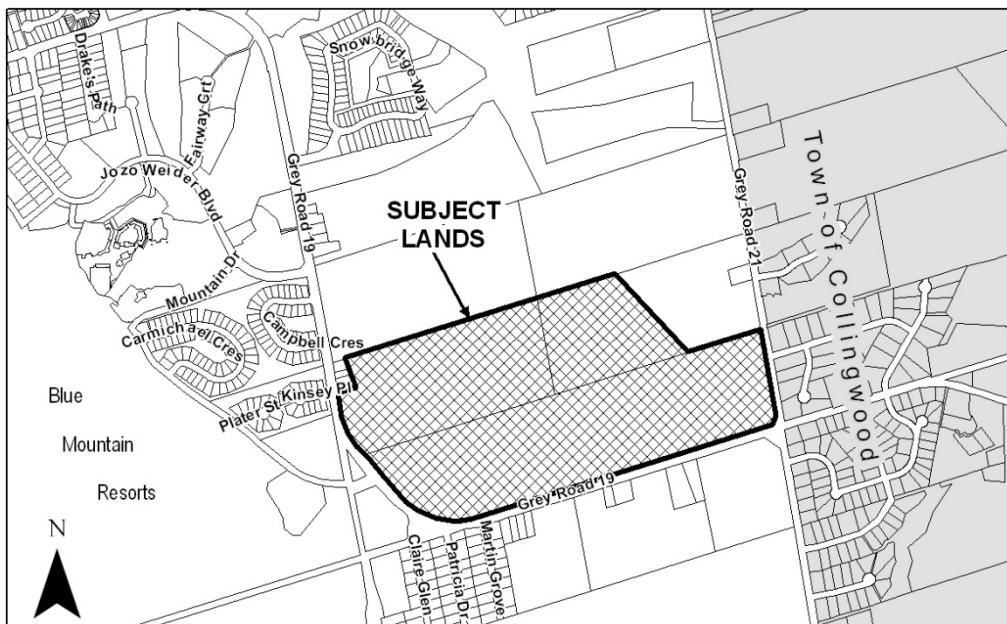 Drake's Path
Fairway Crt
Snowbridge Way
Jozo Weider Blvd
Grey Road 19
Grey Road 21
Town of Collingwood
SUBJECT
LANDS
Mountain Dr
Carmichael Cres
Campbell Cres
Plater St
Kinsey Pl
Blue
Mountain
Resorts
Grey Road 19
N
Claire Glen
Patricia Dr
Martin Grove